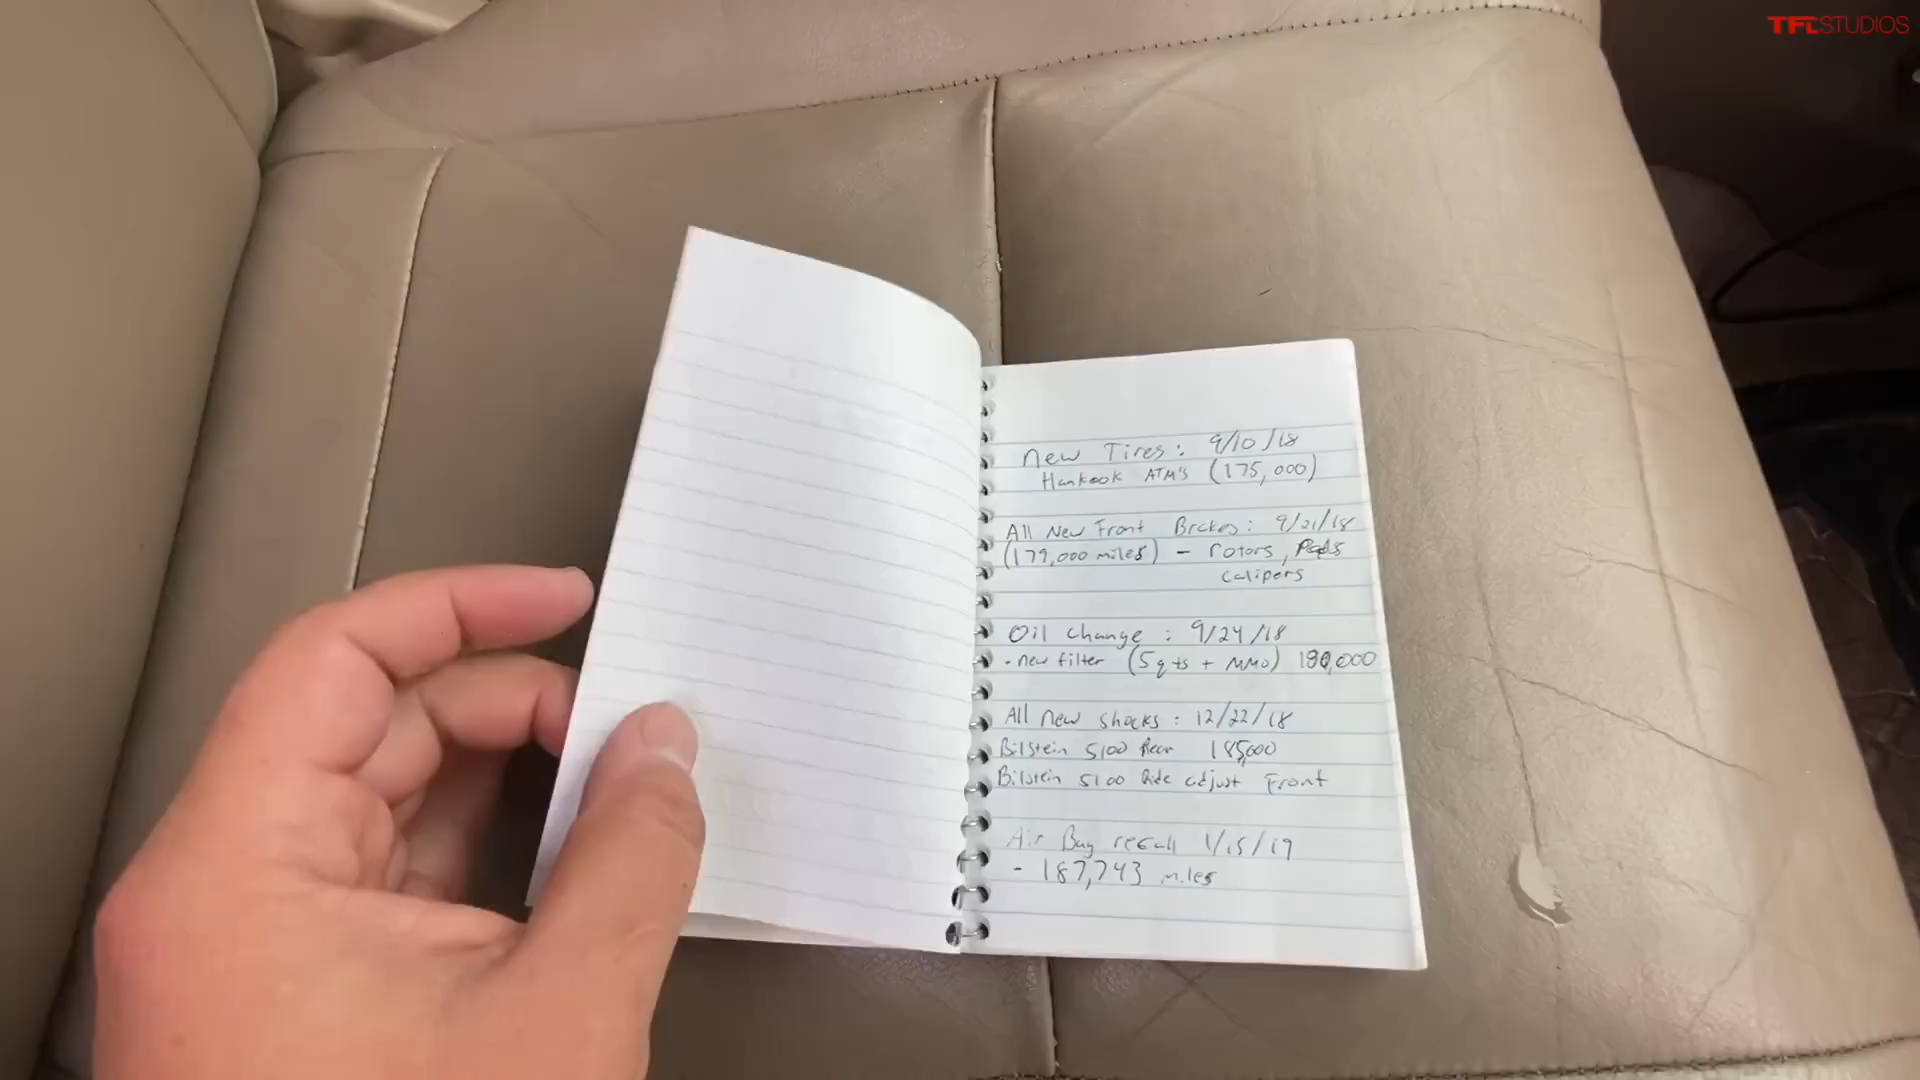 TFLSTUDIOS
New Tires: 9/10/18
Hankook ATM's (175,000)
All New Front Brakes: 9/21/18
(179,000 miles) - rotors, Pads
calipers
Oil change: 9/24/18
- new filter (5qts + MMO) 180,000
All new shocks: 12/22/18
Bilstein 5100 Rear 185,000
Bilstein 5100 Ride adjust Front
Air Bag recall 1/15/19
- 187,743 miles